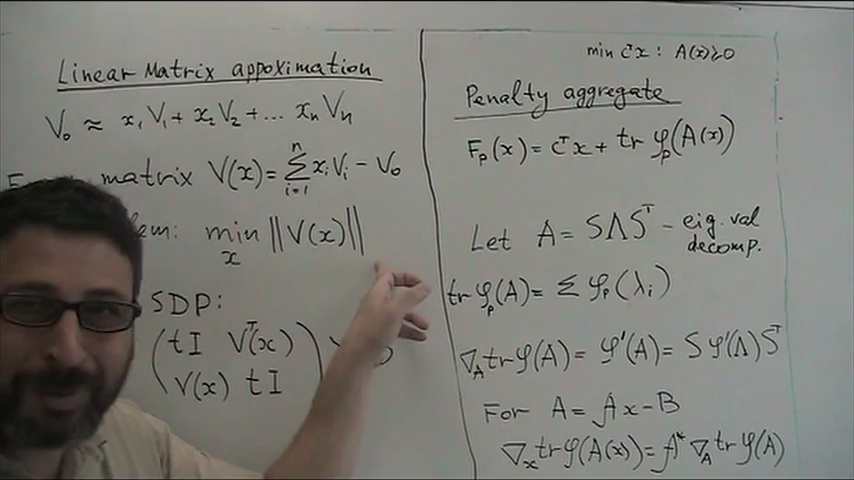 Linear Matrix appoximation
V₀ ≈ x₁V₁ + x₂V₂ + ... xₙVₙ
matrix V(x) = Σᵢ₌₁ⁿ xᵢVᵢ - V₀
min ₓ ||V(x)||
SDP:
( tI Vᵀ(x) )
( V(x) tI )
min cᵀx : A(x)≽0
Penalty aggregate
Fₚ(x) = cᵀx + tr φₚ(A(x))
Let A = SΛSᵀ - eig. val
decomp.
tr φₚ(A) = Σ φₚ(λᵢ)
∇_A tr φ(A) = φ'(A) = S φ'(Λ) Sᵀ
For A = 𝒜x - B
∇ₓ tr φ(A(x)) = 𝒜* ∇_A tr φ(A)